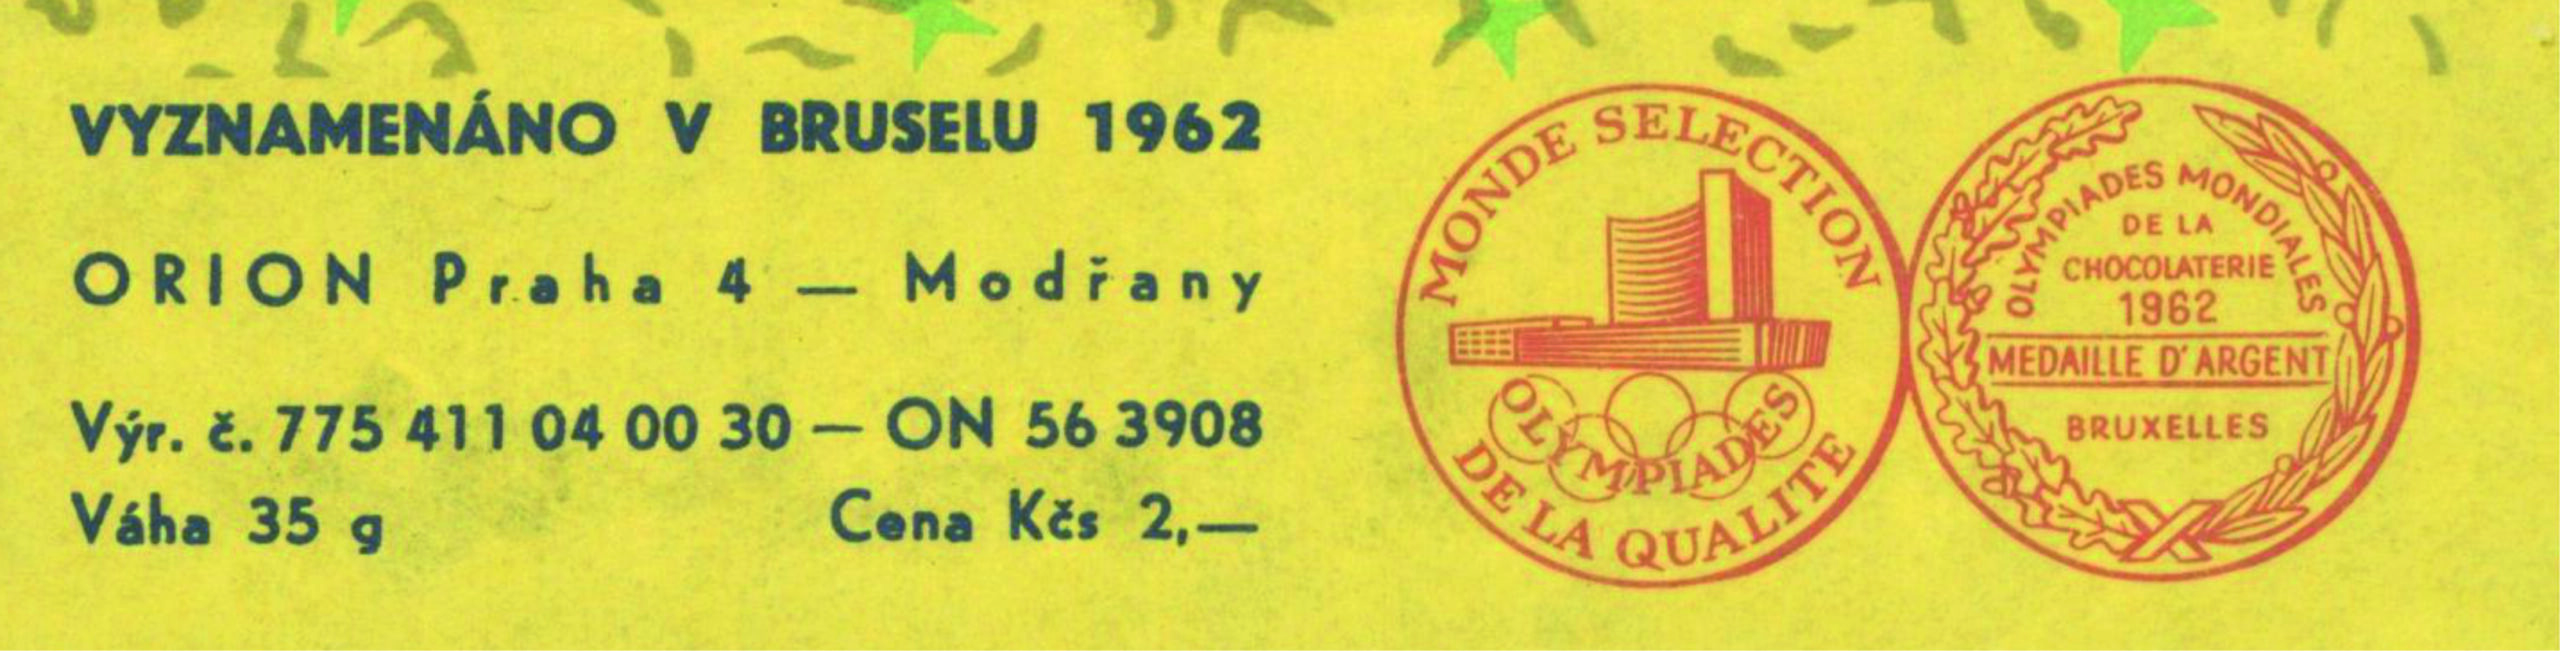 VYZNAMENÁNO V BRUSELU 1962
ORION Praha 4 — Modřany
Výr. č. 775 411 04 00 30 — ON 56 3908
Váha 35 g Cena Kčs 2,—
MONDE SELECTION
OLYMPIADES
DE LA QUALITE
OLYMPIADES MONDIALES
DE LA
CHOCOLATERIE
1962
MEDAILLE D'ARGENT
BRUXELLES